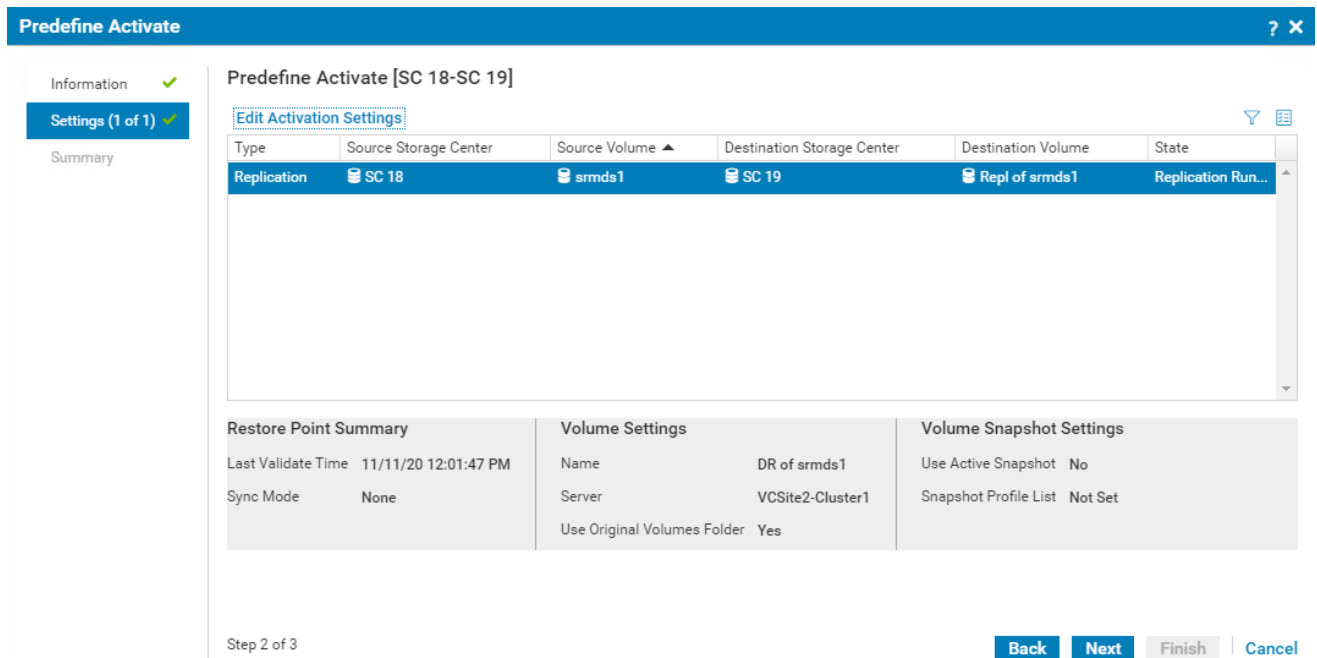 Predefine Activate
? ✕
Information ✔
Settings (1 of 1) ✔
Summary
Predefine Activate [SC 18-SC 19]
Edit Activation Settings
Type Source Storage Center Source Volume ▲ Destination Storage Center Destination Volume State
Replication SC 18 srmds1 SC 19 Repl of srmds1 Replication Run...
Restore Point Summary
Last Validate Time 11/11/20 12:01:47 PM
Sync Mode None
Volume Settings
Name DR of srmds1
Server VCSite2-Cluster1
Use Original Volumes Folder Yes
Volume Snapshot Settings
Use Active Snapshot No
Snapshot Profile List Not Set
Step 2 of 3
Back Next Finish Cancel